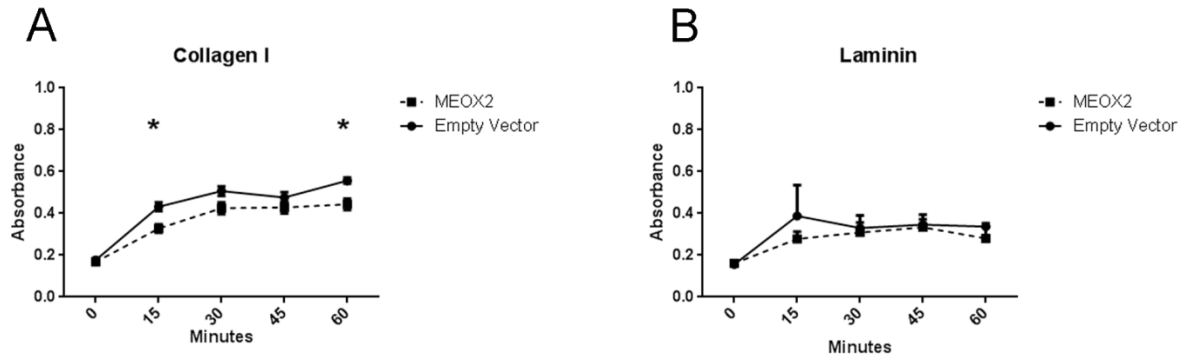 A
Collagen I
1.0
0.8
0.6
0.4
0.2
0.0
Absorbance
* *
0 15 30 45 60
Minutes
MEOX2
Empty Vector
B
Laminin
1.0
0.8
0.6
0.4
0.2
0.0
Absorbance
0 15 30 45 60
Minutes
MEOX2
Empty Vector